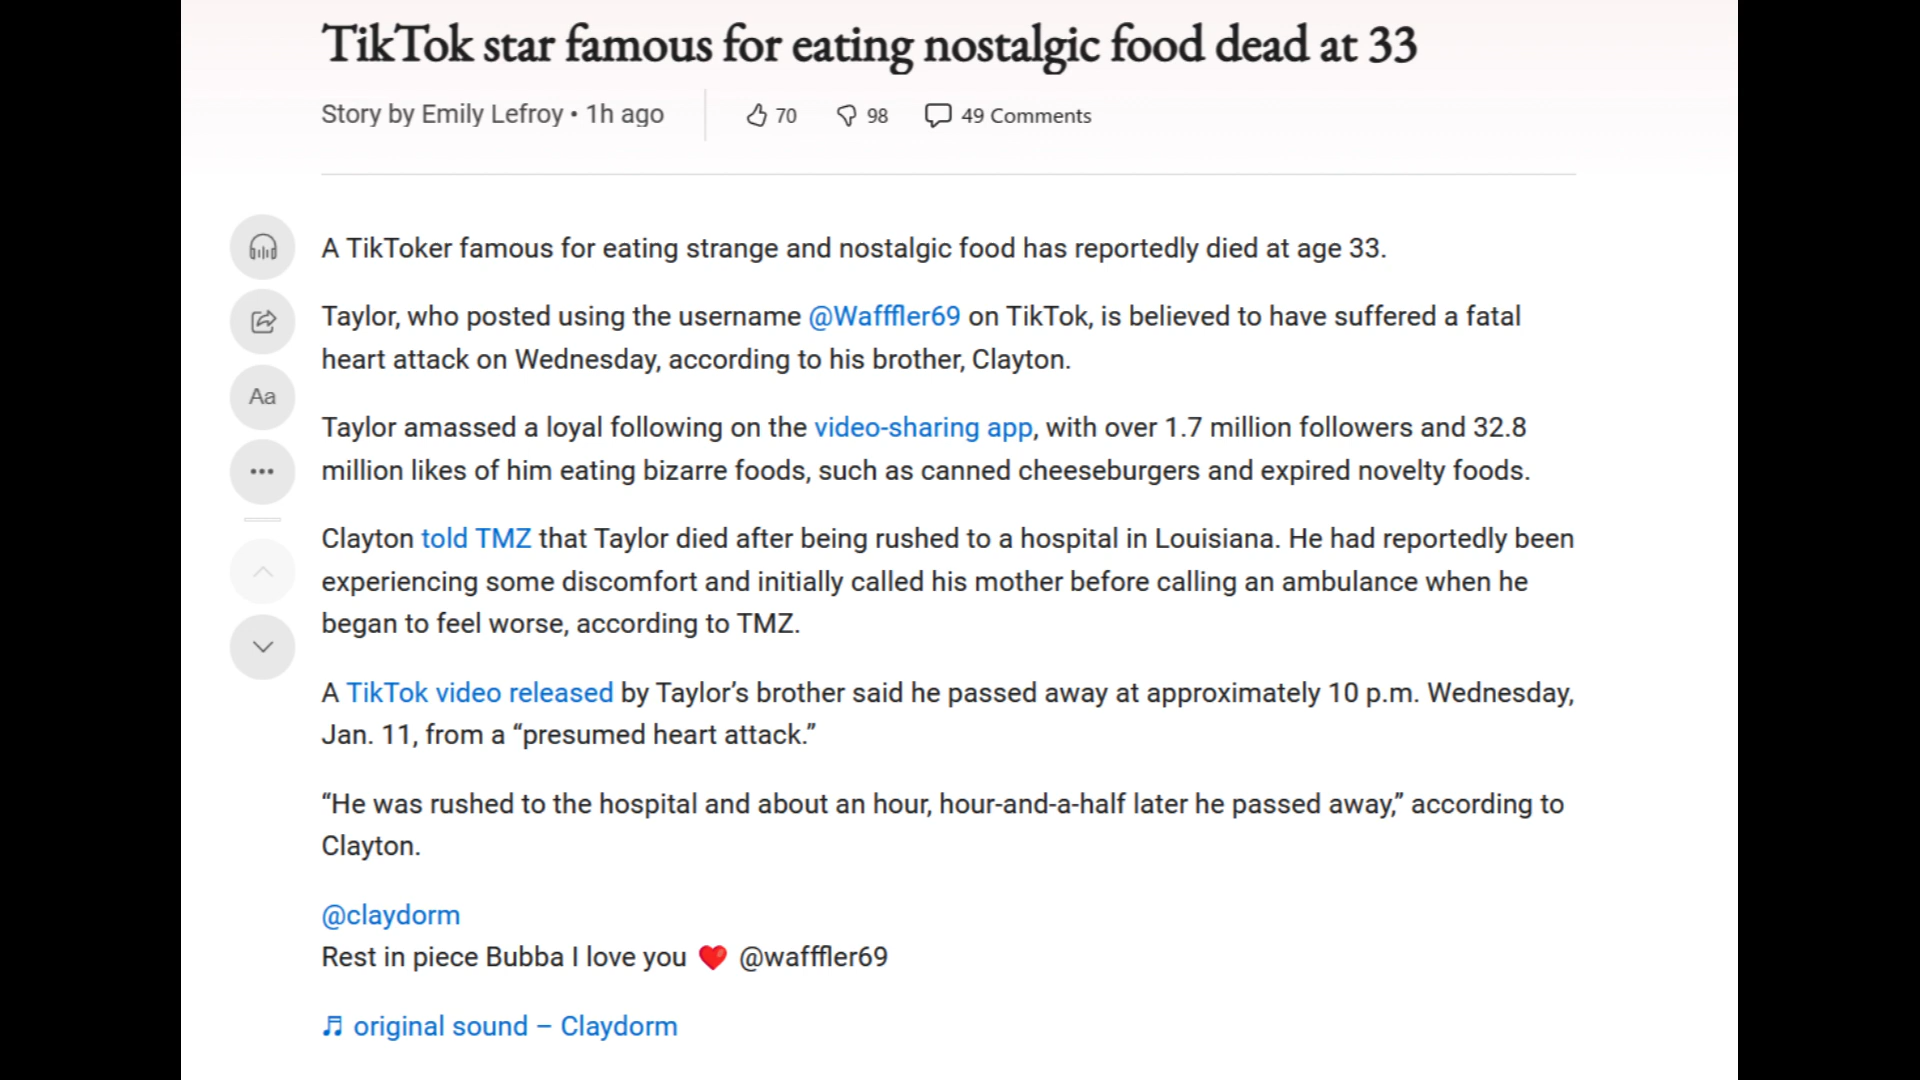 TikTok star famous for eating nostalgic food dead at 33
Story by Emily Lefroy • 1h ago
70
98
49 Comments
A TikToker famous for eating strange and nostalgic food has reportedly died at age 33.
Taylor, who posted using the username @Wafffler69 on TikTok, is believed to have suffered a fatal
heart attack on Wednesday, according to his brother, Clayton.
Aa
Taylor amassed a loyal following on the video-sharing app, with over 1.7 million followers and 32.8
million likes of him eating bizarre foods, such as canned cheeseburgers and expired novelty foods.
Clayton told TMZ that Taylor died after being rushed to a hospital in Louisiana. He had reportedly been
experiencing some discomfort and initially called his mother before calling an ambulance when he
began to feel worse, according to TMZ.
A TikTok video released by Taylor’s brother said he passed away at approximately 10 p.m. Wednesday,
Jan. 11, from a “presumed heart attack.”
“He was rushed to the hospital and about an hour, hour-and-a-half later he passed away,” according to
Clayton.
@claydorm
Rest in piece Bubba I love you ❤️ @wafffler69
♬ original sound – Claydorm